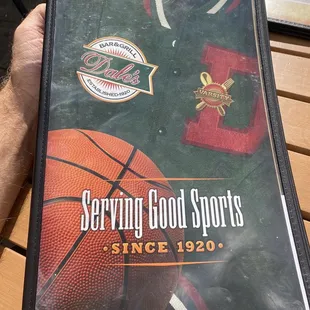 BAR & GRILL
Dale's
ESTABLISHED 1920
VARSITY
Serving Good Sports
• SINCE 1920 •